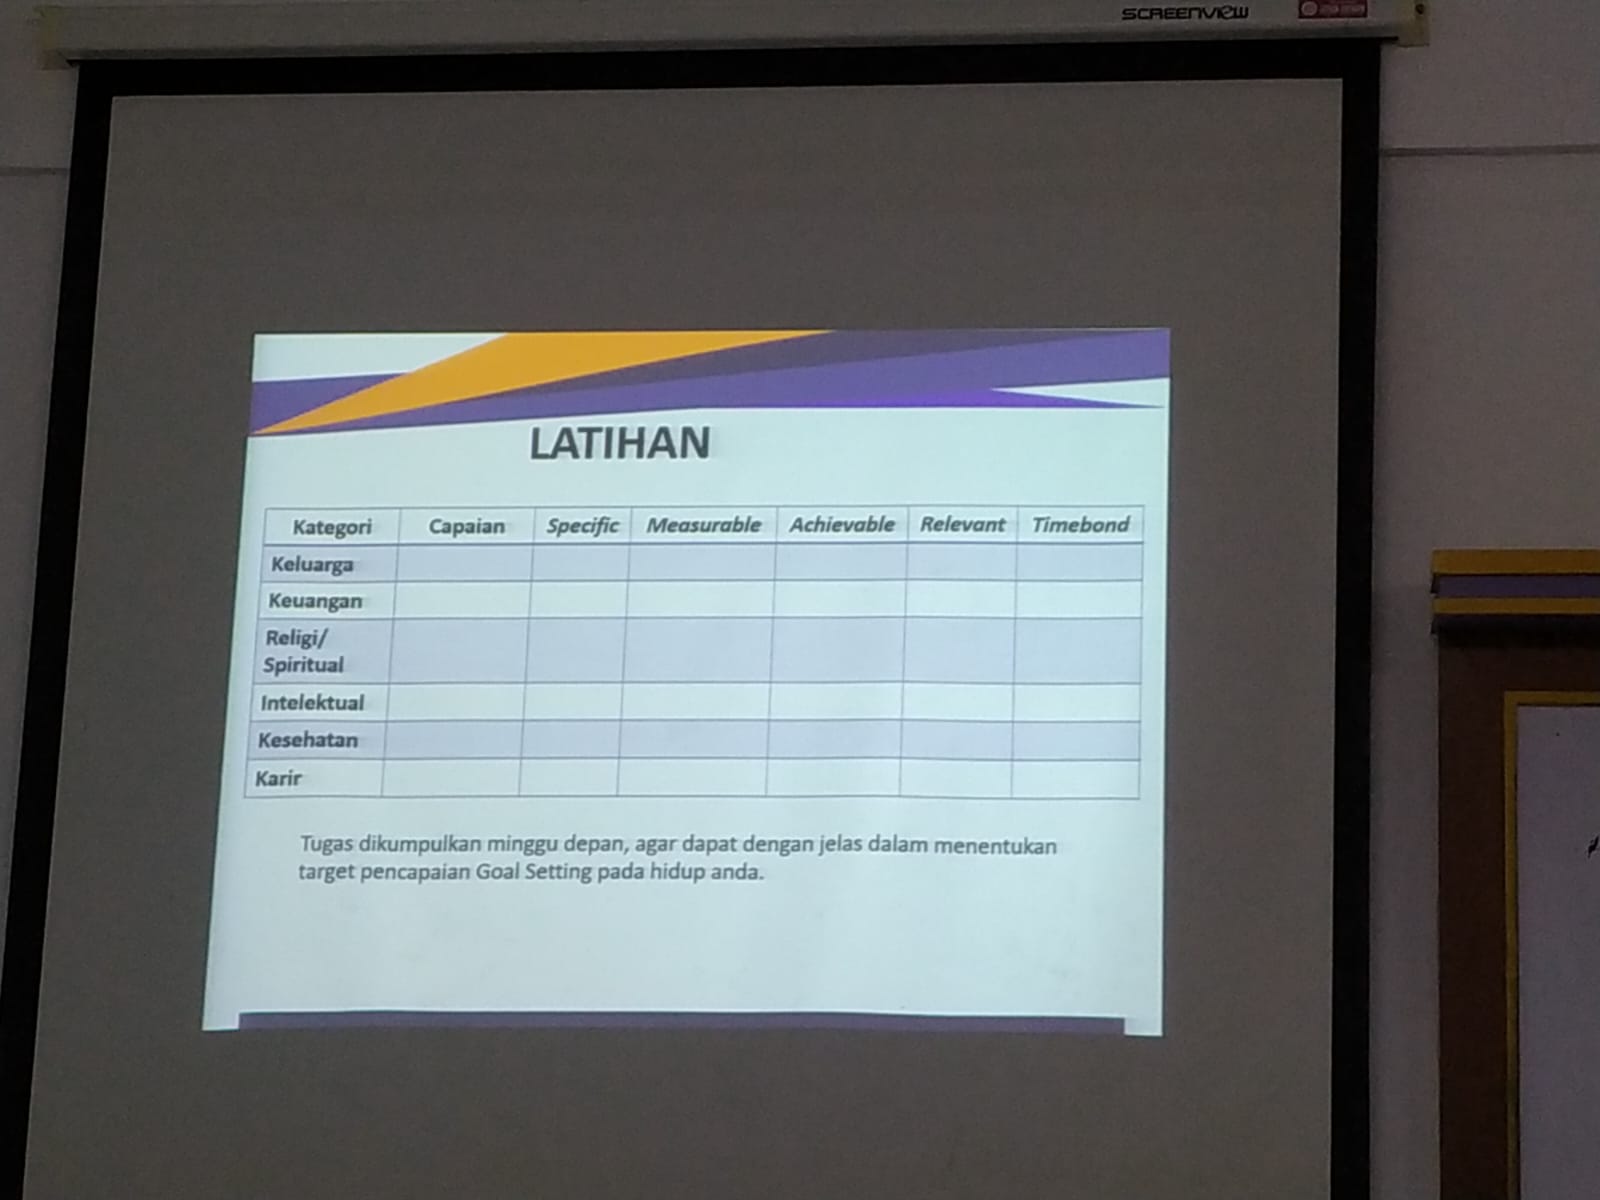 SCREENVIEW
LATIHAN
Kategori Capaian Specific Measurable Achievable Relevant Timebond
Keluarga
Keuangan
Religi/
Spiritual
Intelektual
Kesehatan
Karir
Tugas dikumpulkan minggu depan, agar dapat dengan jelas dalam menentukan
target pencapaian Goal Setting pada hidup anda.